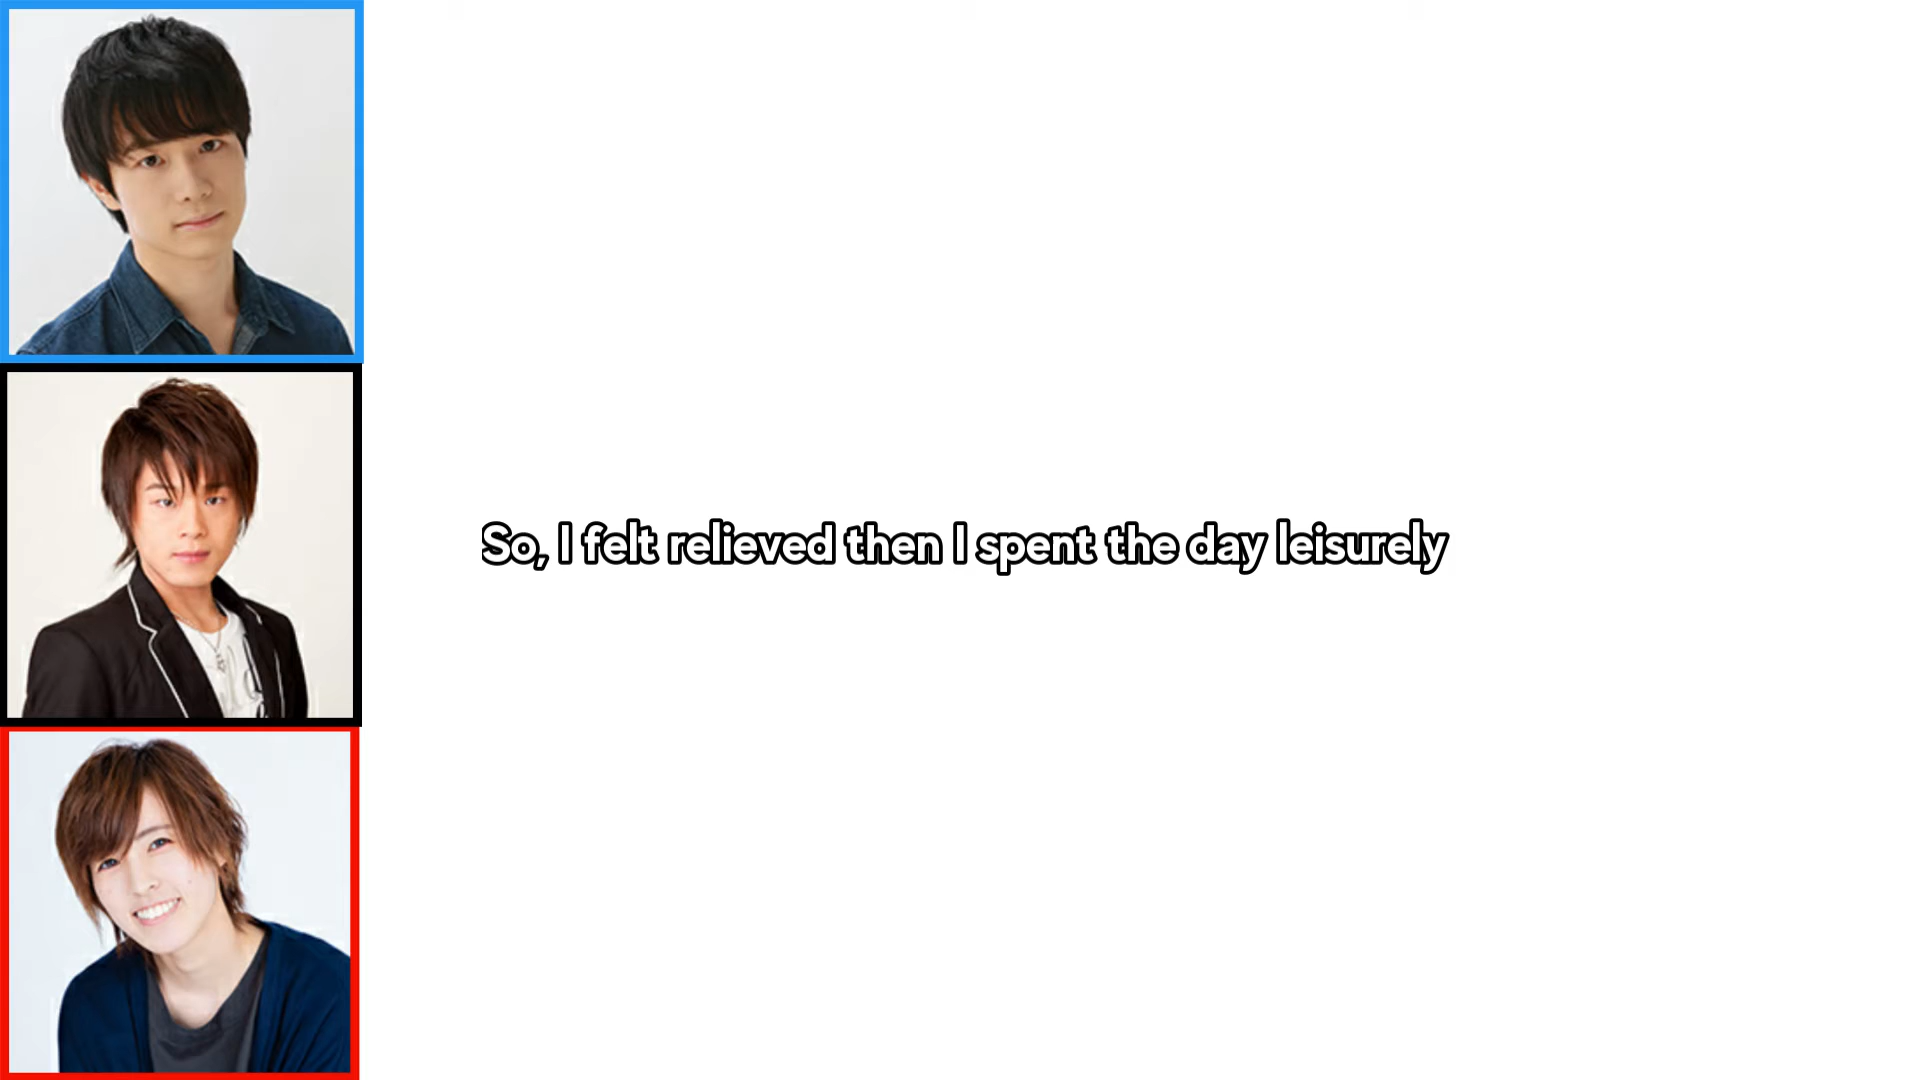 So, I felt relieved then I spent the day leisurely